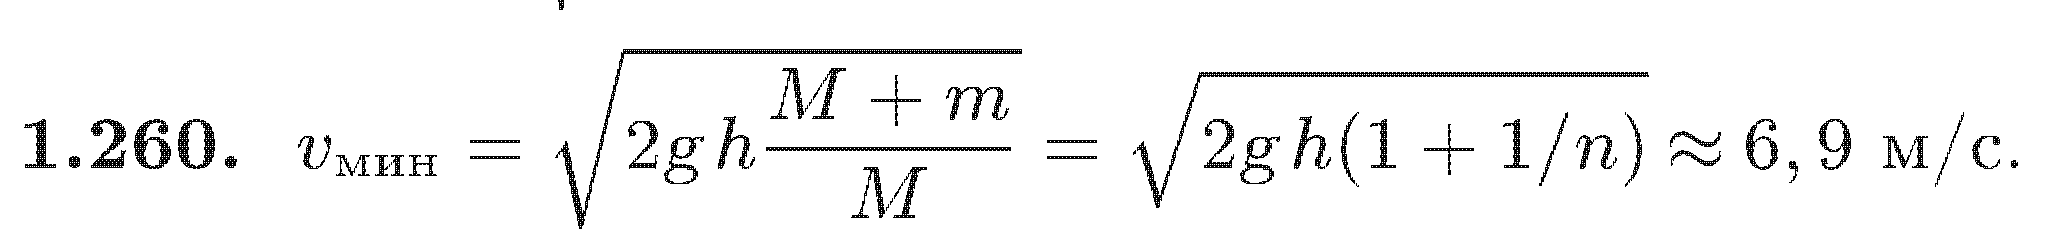 1.260. v_мин = √(2gh (M + m)/M) = √(2gh(1 + 1/n)) ≈ 6,9 м/с.